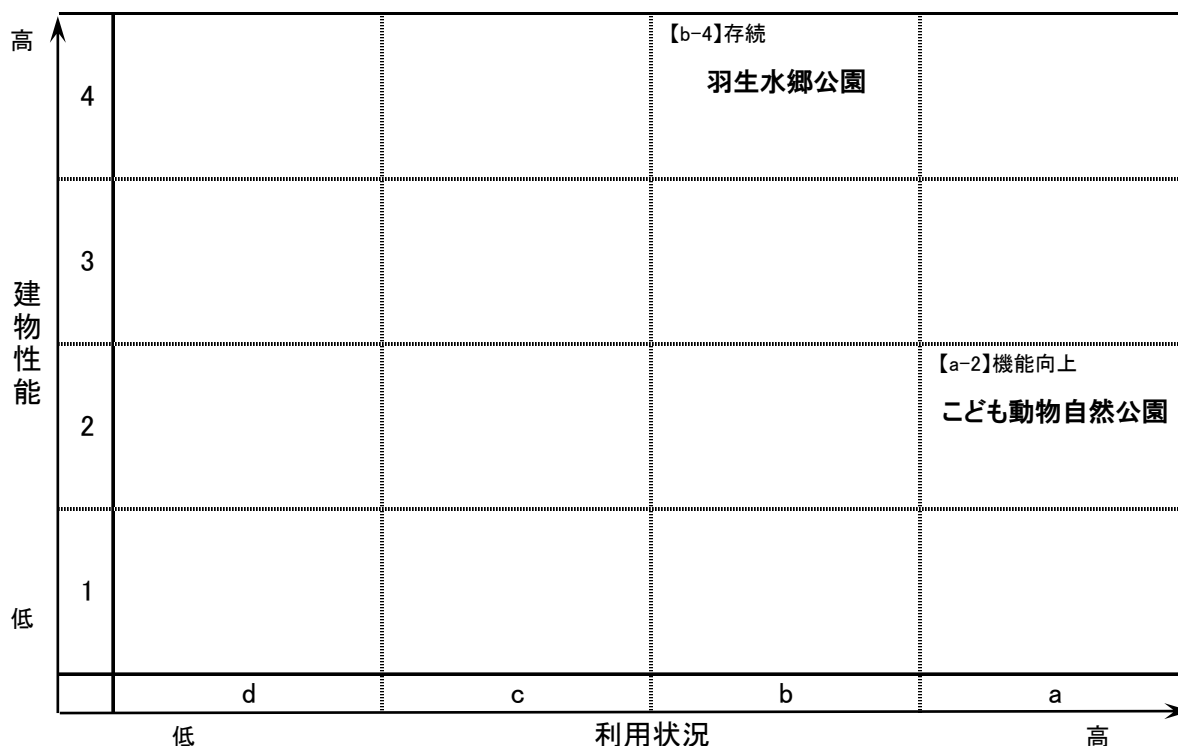 高
4
【b-4】存続
羽生水郷公園
3
建物性能
【a-2】機能向上
こども動物自然公園
2
1
低
d
c
b
a
低
利用状況
高